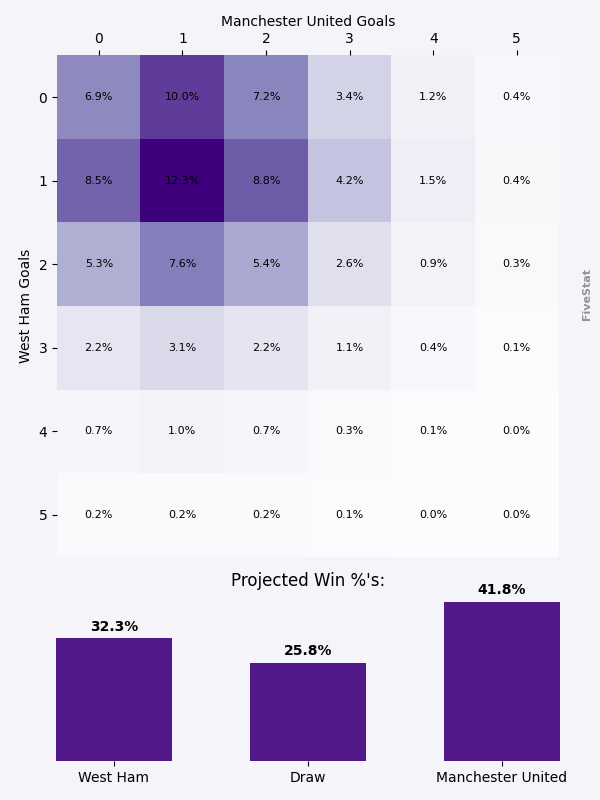 Manchester United Goals
0 1 2 3 4 5
0 6.9% 10.0% 7.2% 3.4% 1.2% 0.4%
1 8.5% 12.3% 8.8% 4.2% 1.5% 0.4%
2 5.3% 7.6% 5.4% 2.6% 0.9% 0.3%
3 2.2% 3.1% 2.2% 1.1% 0.4% 0.1%
4 0.7% 1.0% 0.7% 0.3% 0.1% 0.0%
5 0.2% 0.2% 0.2% 0.1% 0.0% 0.0%
West Ham Goals
FiveStat
Projected Win %'s:
32.3% 25.8% 41.8%
West Ham Draw Manchester United